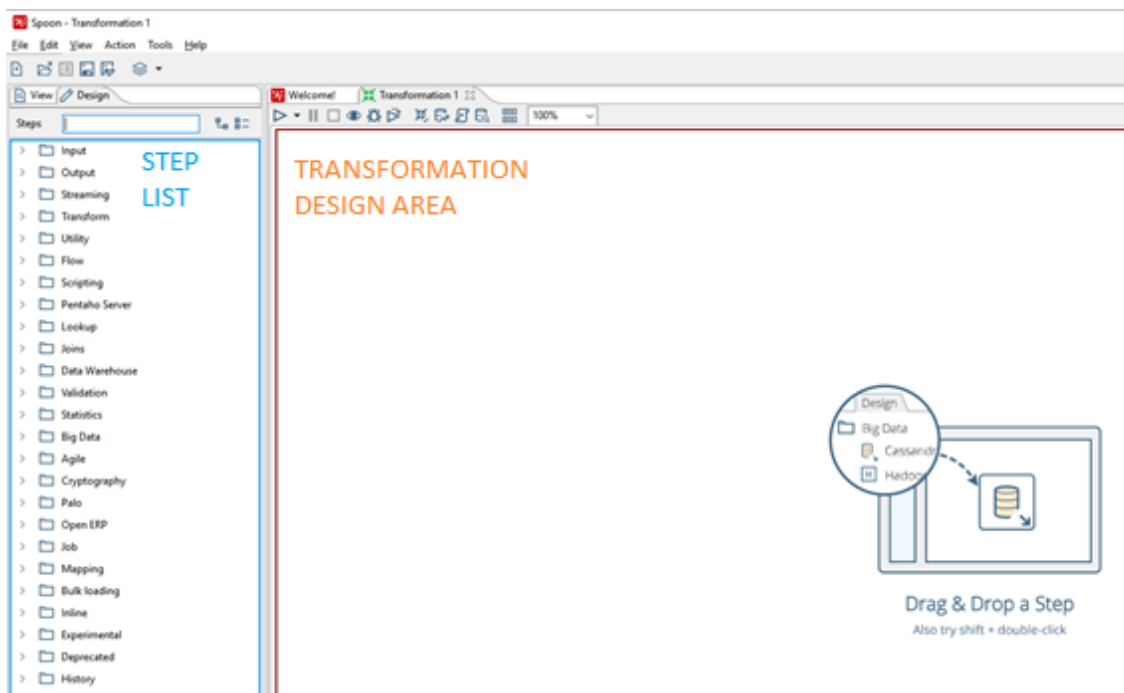 Spoon - Transformation 1
File Edit View Action Tools Help
View Design
Welcome! Transformation 1
Steps
100%
STEP
LIST
TRANSFORMATION
DESIGN AREA
Input
Output
Streaming
Transform
Utility
Flow
Scripting
Pentaho Server
Lookup
Joins
Data Warehouse
Validation
Statistics
Big Data
Agile
Cryptography
Palo
Open ERP
Job
Mapping
Bulk loading
Inline
Experimental
Deprecated
History
Design
Big Data
Cassandr
H Hadoo
Drag & Drop a Step
Also try shift + double-click